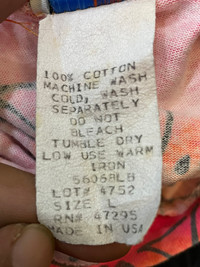 100% COTTON
MACHINE WASH
COLD, WASH
SEPARATELY
DO NOT
BLEACH
TUMBLE DRY
LOW USE WARM
IRON
56068LB
LOT# 4752
SIZE L
RN# 47295
MADE IN USA